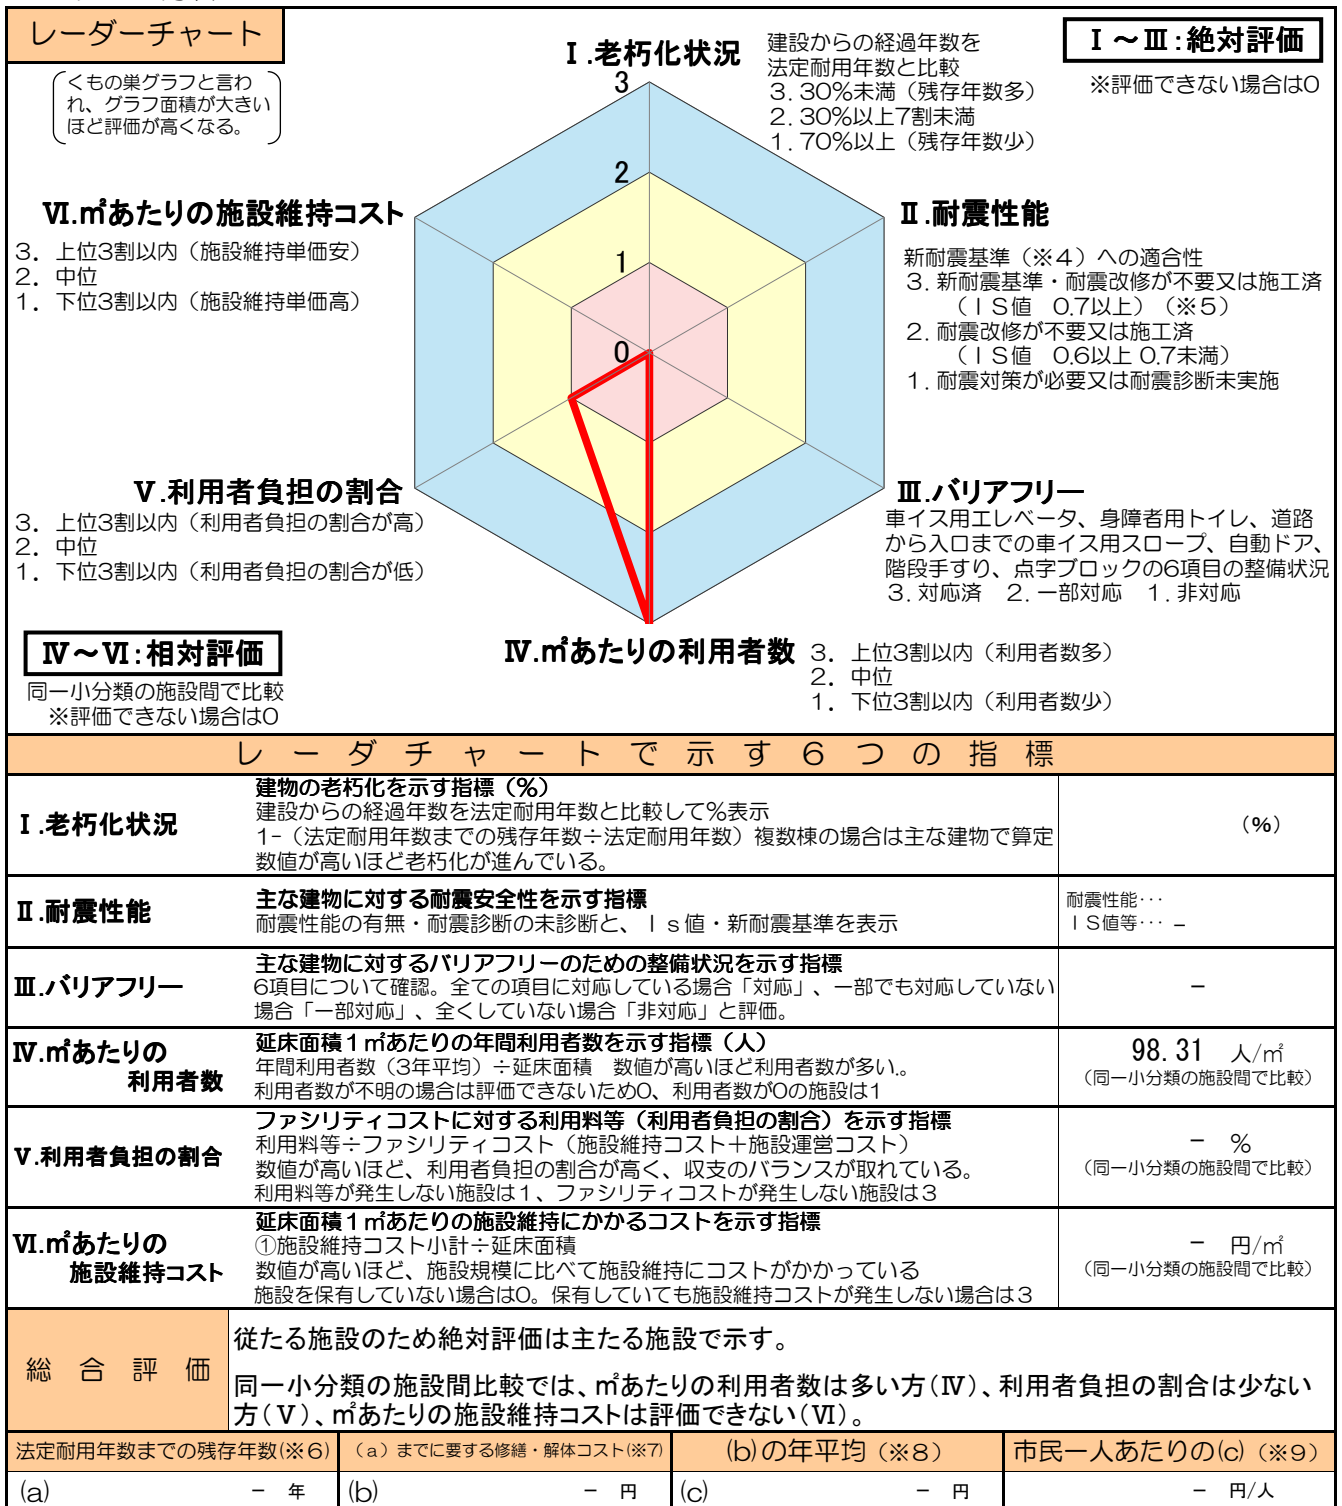 レーダーチャート
くもの巣グラフと言わ
れ、グラフ面積が大きい
ほど評価が高くなる。
Ⅰ.老朽化状況
建設からの経過年数を
法定耐用年数と比較
3. 30%未満（残存年数多）
2. 30%以上7割未満
1. 70%以上（残存年数少）
Ⅰ～Ⅲ:絶対評価
※評価できない場合は0
3
2
1
0
Ⅵ.㎡あたりの施設維持コスト
3. 上位3割以内（施設維持単価安）
2. 中位
1. 下位3割以内（施設維持単価高）
Ⅱ.耐震性能
新耐震基準（※4）への適合性
3. 新耐震基準・耐震改修が不要又は施工済
（ＩＳ値 0.7以上）（※5）
2. 耐震改修が不要又は施工済
（ＩＳ値 0.6以上 0.7未満）
1. 耐震対策が必要又は耐震診断未実施
Ⅴ.利用者負担の割合
3. 上位3割以内（利用者負担の割合が高）
2. 中位
1. 下位3割以内（利用者負担の割合が低）
Ⅲ.バリアフリー
車イス用エレベータ、身障者用トイレ、道路
から入口までの車イス用スロープ、自動ドア、
階段手すり、点字ブロックの6項目の整備状況
3. 対応済 2. 一部対応 1. 非対応
Ⅳ～Ⅵ:相対評価
同一小分類の施設間で比較
※評価できない場合は0
Ⅳ.㎡あたりの利用者数
3. 上位3割以内（利用者数多）
2. 中位
1. 下位3割以内（利用者数少）
レーダチャートで示す6つの指標
Ⅰ.老朽化状況
建物の老朽化を示す指標（%）
建設からの経過年数を法定耐用年数と比較して%表示
1-（法定耐用年数までの残存年数÷法定耐用年数）複数棟の場合は主な建物で算定
数値が高いほど老朽化が進んでいる。
（%）
Ⅱ.耐震性能
主な建物に対する耐震安全性を示す指標
耐震性能の有無・耐震診断の未診断と、Ｉｓ値・新耐震基準を表示
耐震性能･･･
ＩＳ値等･･･ −
Ⅲ.バリアフリー
主な建物に対するバリアフリーのための整備状況を示す指標
6項目について確認。全ての項目に対応している場合「対応」、一部でも対応していない
場合「一部対応」、全くしていない場合「非対応」と評価。
−
Ⅳ.㎡あたりの
利用者数
延床面積１㎡あたりの年間利用者数を示す指標（人）
年間利用者数（3年平均）÷延床面積 数値が高いほど利用者数が多い。
利用者数が不明の場合は評価できないため0、利用者数が0の施設は1
98.31 人/㎡
（同一小分類の施設間で比較）
Ⅴ.利用者負担の割合
ファシリティコストに対する利用料等（利用者負担の割合）を示す指標
利用料等÷ファシリティコスト（施設維持コスト＋施設運営コスト）
数値が高いほど、利用者負担の割合が高く、収支のバランスが取れている。
利用料等が発生しない施設は１、ファシリティコストが発生しない施設は３
− %
（同一小分類の施設間で比較）
Ⅵ.㎡あたりの
施設維持コスト
延床面積１㎡あたりの施設維持にかかるコストを示す指標
①施設維持コスト小計÷延床面積
数値が高いほど、施設規模に比べて施設維持にコストがかかっている
施設を保有していない場合は0。保有していても施設維持コストが発生しない場合は３
− 円/㎡
（同一小分類の施設間で比較）
総合評価
従たる施設のため絶対評価は主たる施設で示す。
同一小分類の施設間比較では、㎡あたりの利用者数は多い方(Ⅳ)、利用者負担の割合は少ない
方(Ⅴ)、㎡あたりの施設維持コストは評価できない(Ⅵ)。
法定耐用年数までの残存年数(※6)
（a）までに要する修繕・解体コスト(※7)
(b)の年平均（※8）
市民一人あたりの(c)（※9）
(a) − 年
(b) − 円
(c) − 円
− 円/人